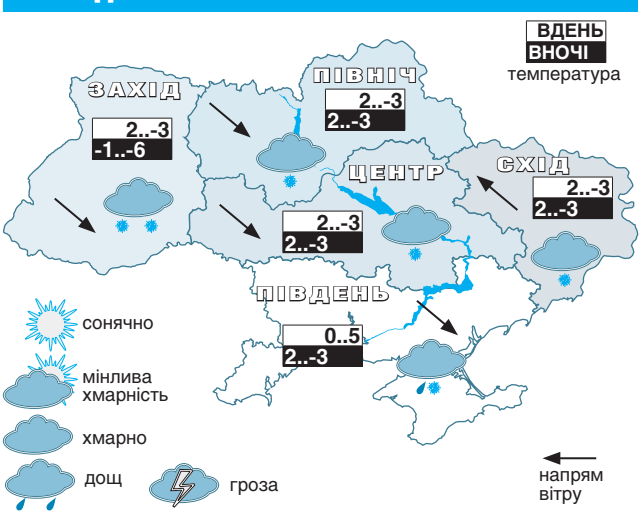 ВДЕНЬ
ВНОЧІ
температура
ПІВНІЧ
2..-3
2..-3
ЗАХІД
2..-3
-1..-6
ЦЕНТР
2..-3
2..-3
СХІД
2..-3
2..-3
ПІВДЕНЬ
0..5
2..-3
сонячно
мінлива
хмарність
хмарно
дощ
гроза
напрям
вітру